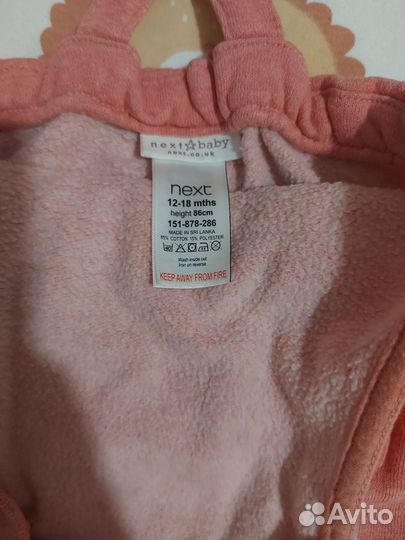 next☆baby
next.co.uk
next
12-18 mths
height 86cm
151-878-286
MADE IN SRI LANKA
85% COTTON 15% POLYESTER
Wash inside out
Iron on reverse
KEEP AWAY FROM FIRE
Avito